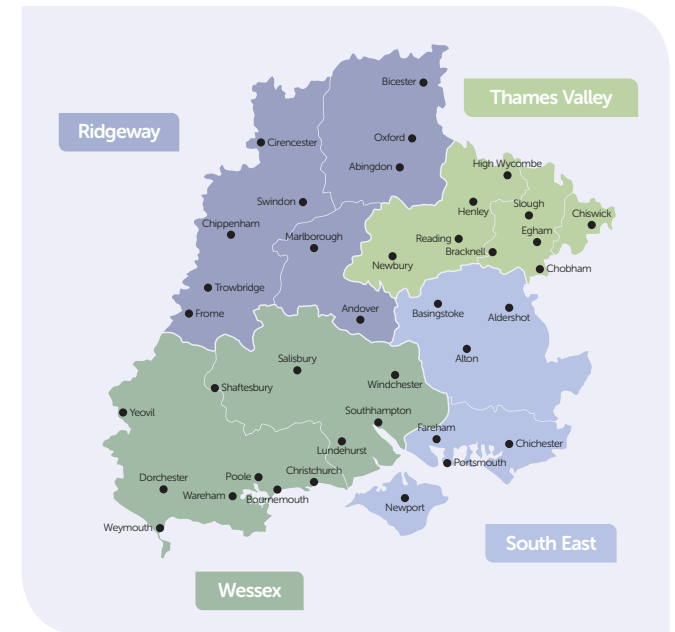 Bicester
Thames Valley
Ridgeway
Oxford
Cirencester
Abingdon
High Wycombe
Swindon
Henley
Slough
Chiswick
Chippenham
Marlborough
Reading
Egham
Bracknell
Newbury
Chobham
Trowbridge
Frome
Andover
Basingstoke
Aldershot
Salisbury
Alton
Shaftesbury
Windchester
Yeovil
Southhampton
Fareham
Lundehurst
Chichester
Portsmouth
Dorchester
Poole
Christchurch
Wareham
Bournemouth
Newport
Weymouth
South East
Wessex